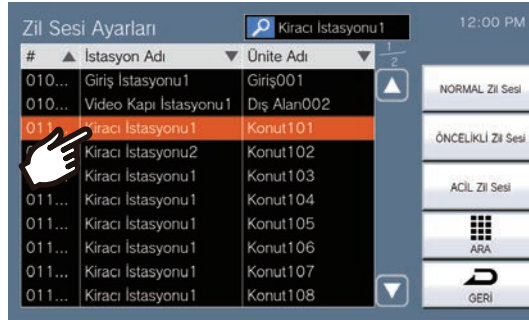 Zil Sesi Ayarları
Kiracı İstasyonu1
12:00 PM
# ▲ İstasyon Adı ▼ Ünite Adı ▼
1/2
010... Giriş İstasyonu1 Giriş001
010... Video Kapı İstasyonu1 Dış Alan002
011... Kiracı İstasyonu1 Konut101
Kiracı İstasyonu2 Konut102
Kiracı İstasyonu1 Konut103
011... Kiracı İstasyonu1 Konut104
011... Kiracı İstasyonu1 Konut105
011... Kiracı İstasyonu1 Konut106
011... Kiracı İstasyonu1 Konut107
011... Kiracı İstasyonu1 Konut108
NORMAL Zil Sesi
ÖNCELİKLİ Zil Sesi
ACİL Zil Sesi
ARA
GERİ